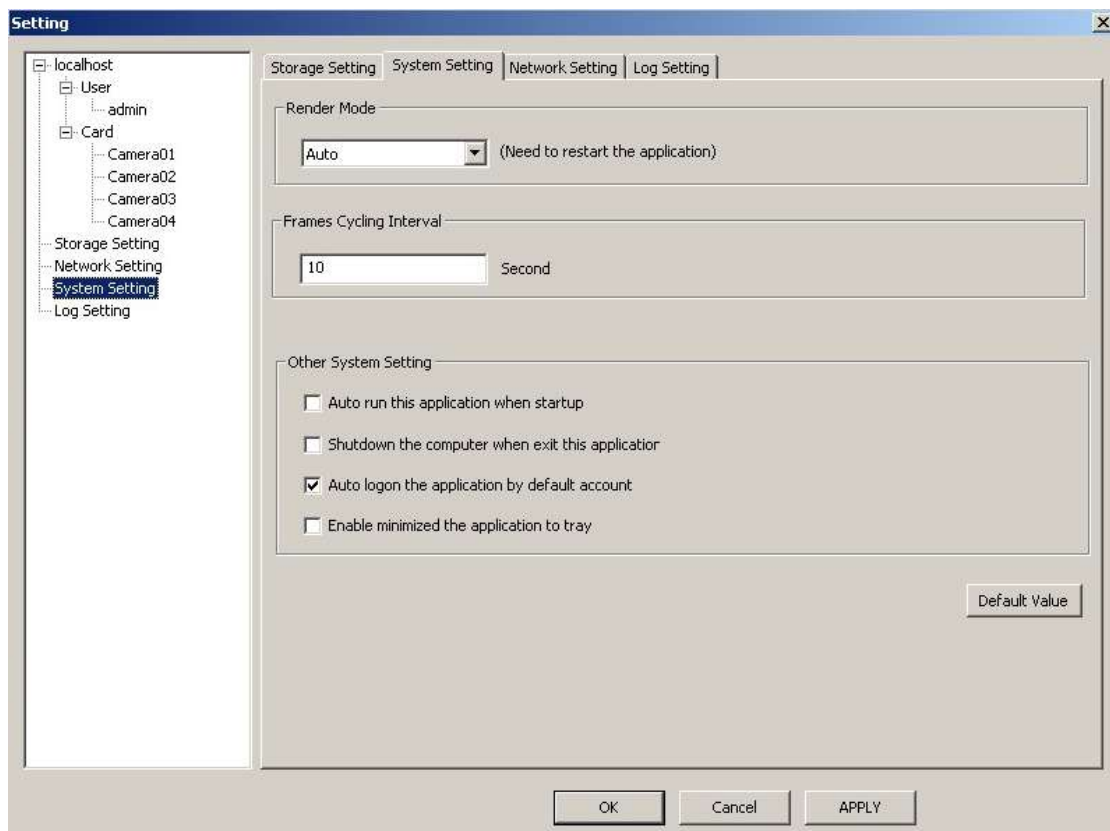 Setting
localhost
User
admin
Card
Camera01
Camera02
Camera03
Camera04
Storage Setting
Network Setting
System Setting
Log Setting
Storage Setting
System Setting
Network Setting
Log Setting
Render Mode
Auto
(Need to restart the application)
Frames Cycling Interval
10
Second
Other System Setting
Auto run this application when startup
Shutdown the computer when exit this application
Auto logon the application by default account
Enable minimized the application to tray
Default Value
OK
Cancel
APPLY